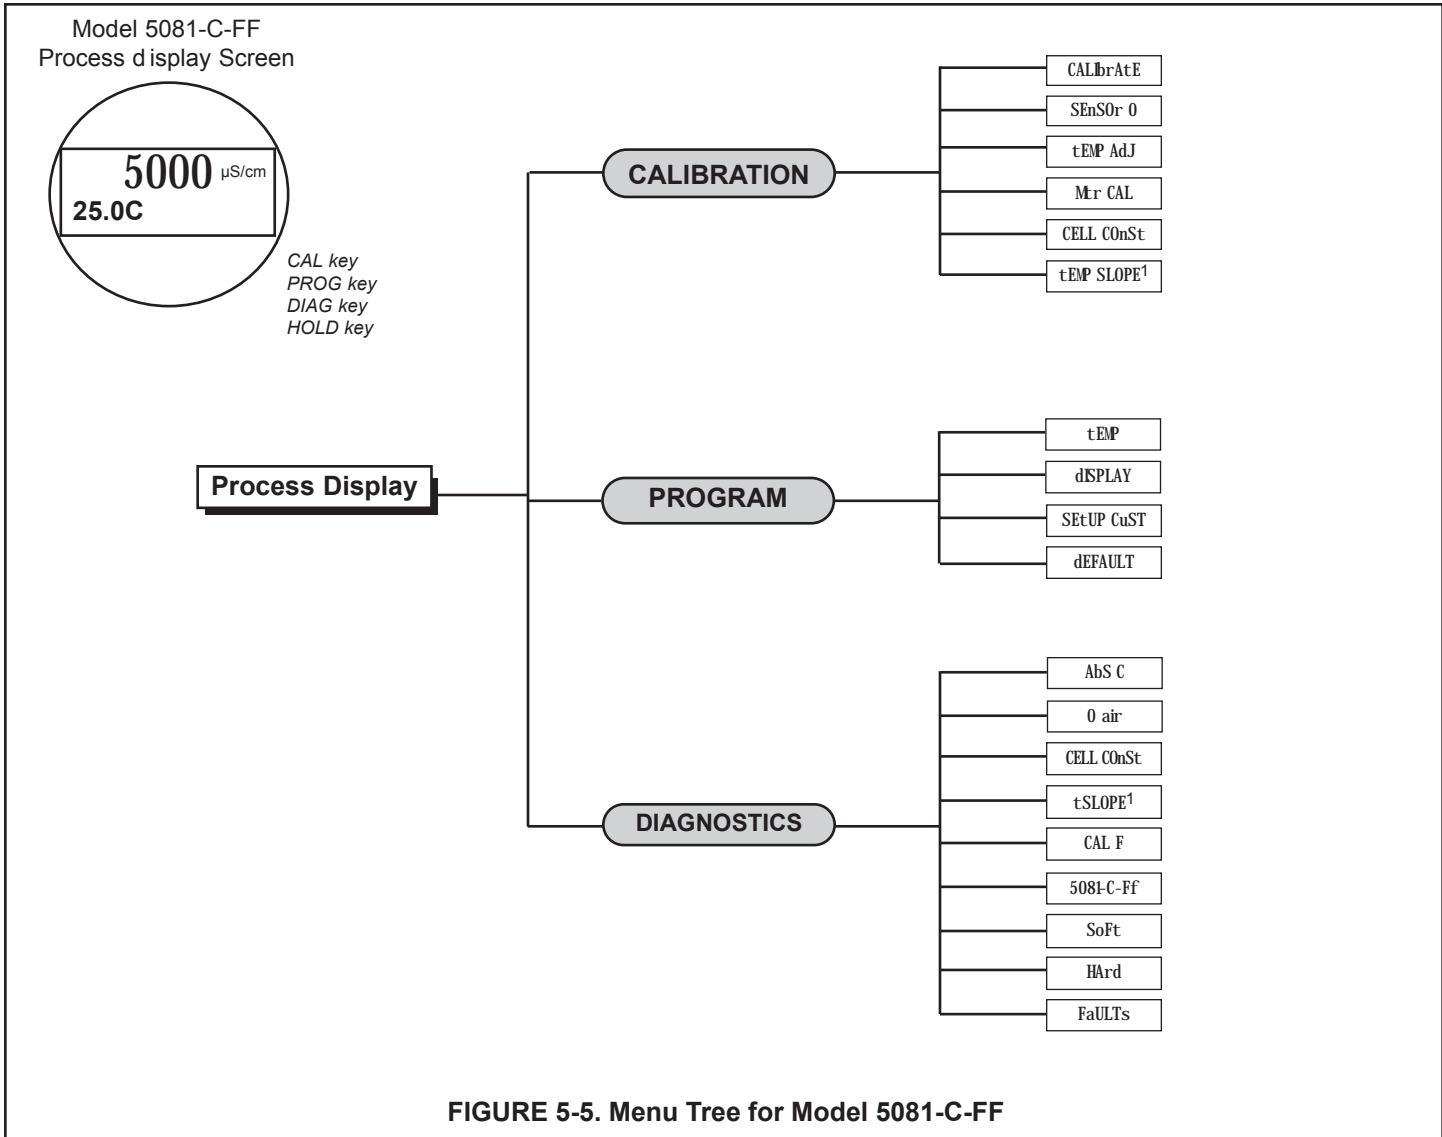 Model 5081-C-FF
Process display Screen
5000 µS/cm
25.0C
CAL key
PROG key
DIAG key
HOLD key
Process Display
CALIBRATION
CALIbrAtE
SEnSOr 0
tEMP AdJ
Mtr CAL
CELL COnSt
tEMP SLOPE1
PROGRAM
tEMP
dISPLAY
SEtUP CuST
dEFAULT
DIAGNOSTICS
AbS C
0 air
CELL COnSt
tSLOPE1
CAL F
5081-C-Ff
SoFt
HArd
FaULTs
FIGURE 5-5. Menu Tree for Model 5081-C-FF